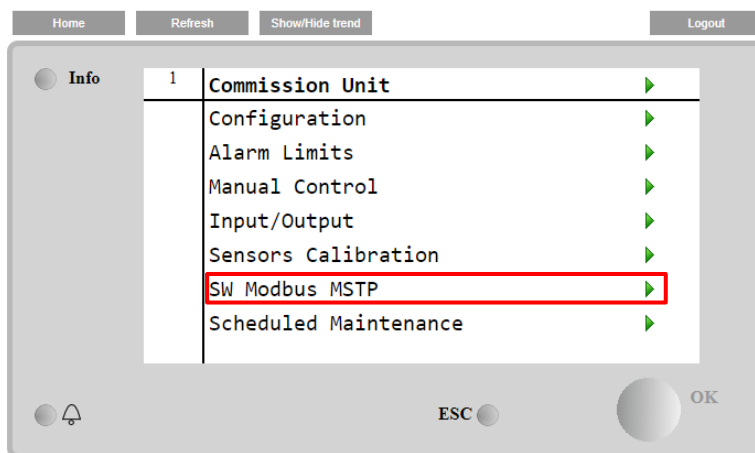 Home Refresh Show/Hide trend Logout
Info
1 Commission Unit
Configuration
Alarm Limits
Manual Control
Input/Output
Sensors Calibration
SW Modbus MSTP
Scheduled Maintenance
ESC OK